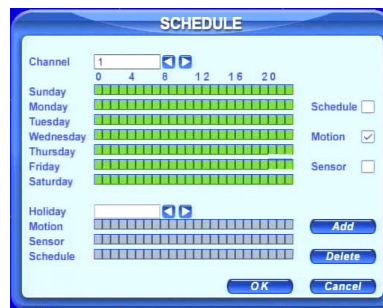 SCHEDULE
Channel 1
0 4 8 12 16 20
Sunday
Monday Schedule
Tuesday
Wednesday Motion
Thursday
Friday Sensor
Saturday
Holiday
Motion Add
Sensor
Schedule Delete
OK Cancel